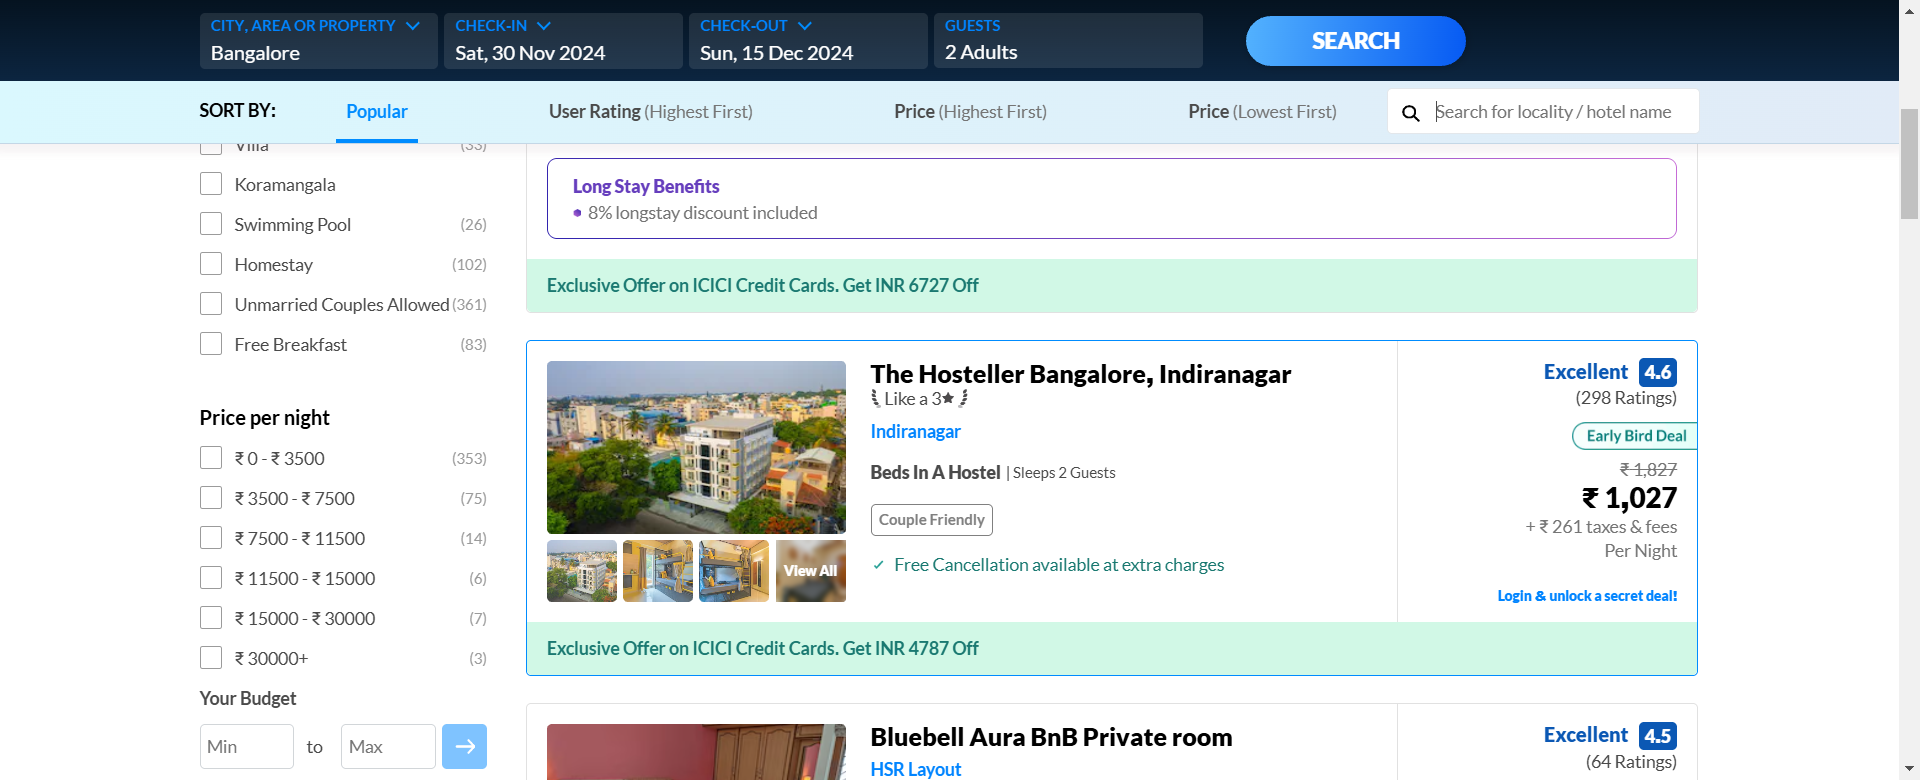 CITY, AREA OR PROPERTY
Bangalore
CHECK-IN
Sat, 30 Nov 2024
CHECK-OUT
Sun, 15 Dec 2024
GUESTS
2 Adults
SEARCH
SORT BY:
Popular
User Rating (Highest First)
Price (Highest First)
Price (Lowest First)
Search for locality / hotel name
Villa (33)
Koramangala
Swimming Pool (26)
Homestay (102)
Unmarried Couples Allowed (361)
Free Breakfast (83)
Price per night
₹ 0 - ₹ 3500 (353)
₹ 3500 - ₹ 7500 (75)
₹ 7500 - ₹ 11500 (14)
₹ 11500 - ₹ 15000 (6)
₹ 15000 - ₹ 30000 (7)
₹ 30000+ (3)
Your Budget
Min to Max
Long Stay Benefits
8% longstay discount included
Exclusive Offer on ICICI Credit Cards. Get INR 6727 Off
The Hosteller Bangalore, Indiranagar
Like a 3★
Indiranagar
Beds In A Hostel | Sleeps 2 Guests
Couple Friendly
✓ Free Cancellation available at extra charges
View All
Excellent 4.6
(298 Ratings)
Early Bird Deal
₹ 1,827
₹ 1,027
+ ₹ 261 taxes & fees
Per Night
Login & unlock a secret deal!
Exclusive Offer on ICICI Credit Cards. Get INR 4787 Off
Bluebell Aura BnB Private room
HSR Layout
Excellent 4.5
(64 Ratings)